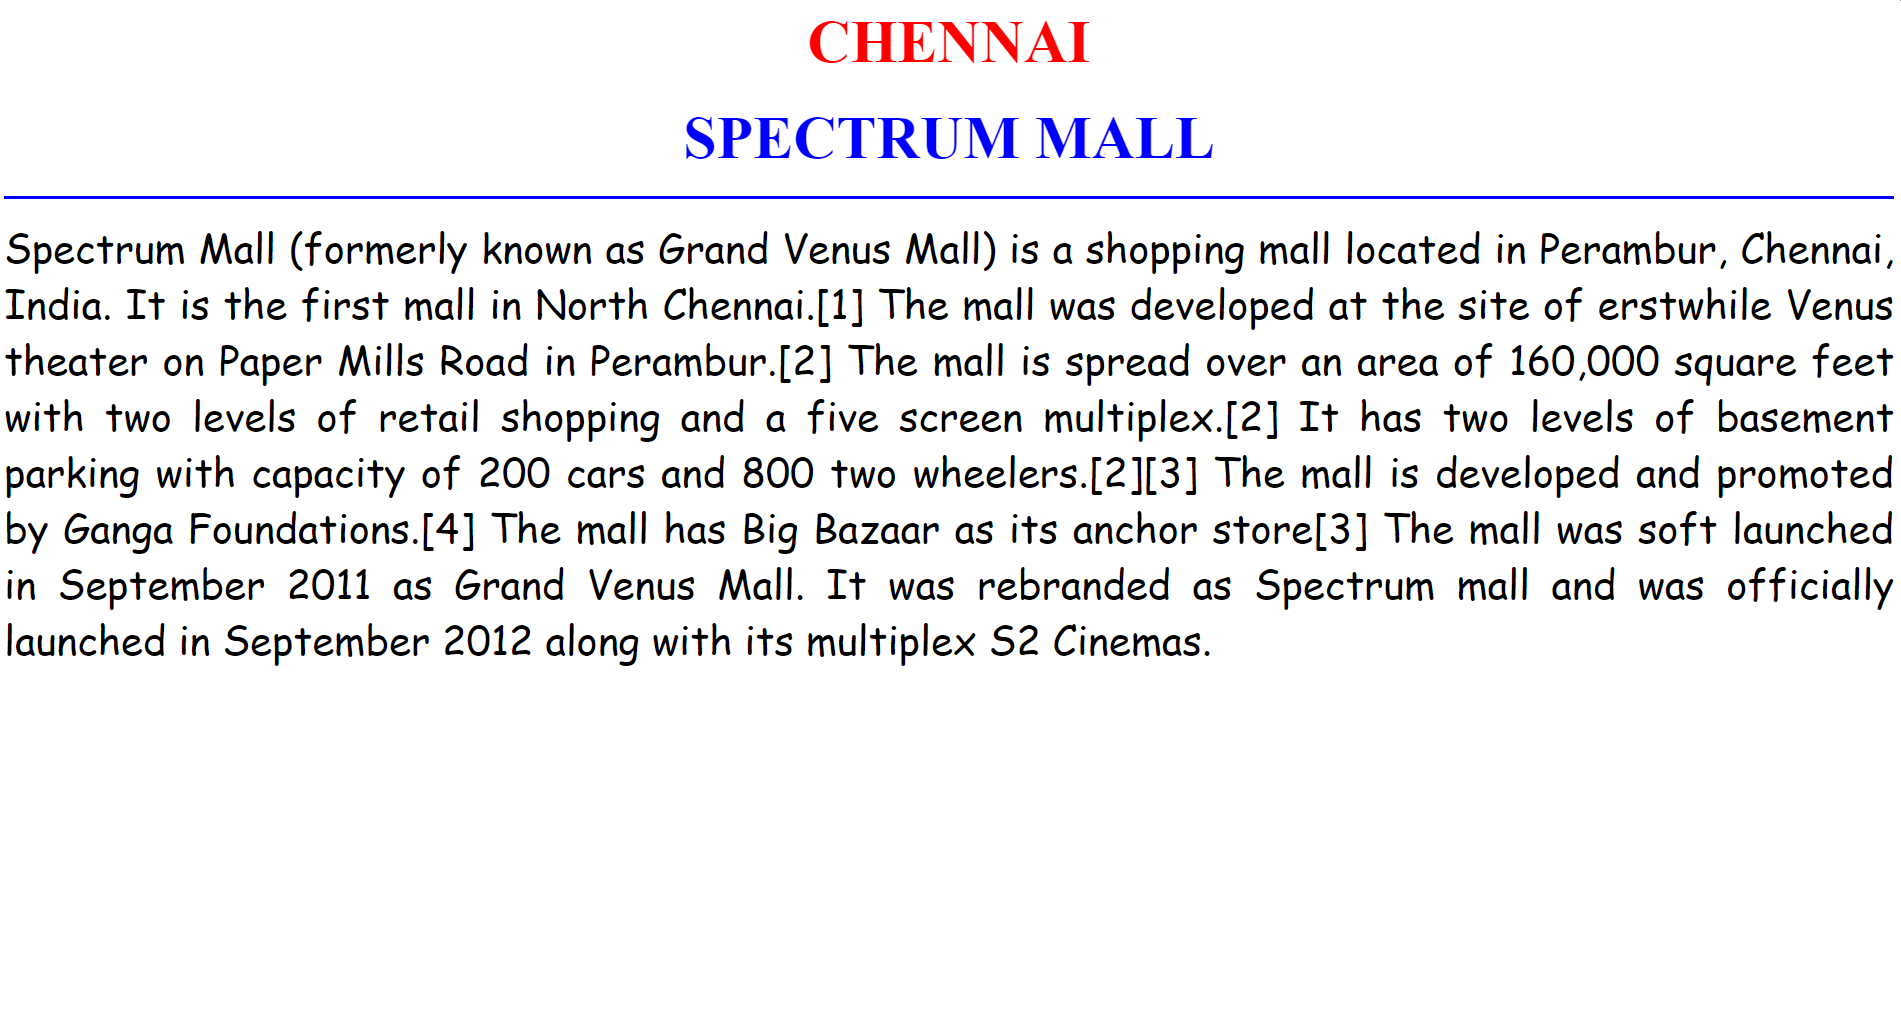 CHENNAI
SPECTRUM MALL
Spectrum Mall (formerly known as Grand Venus Mall) is a shopping mall located in Perambur, Chennai,
India. It is the first mall in North Chennai.[1] The mall was developed at the site of erstwhile Venus
theater on Paper Mills Road in Perambur.[2] The mall is spread over an area of 160,000 square feet
with two levels of retail shopping and a five screen multiplex.[2] It has two levels of basement
parking with capacity of 200 cars and 800 two wheelers.[2][3] The mall is developed and promoted
by Ganga Foundations.[4] The mall has Big Bazaar as its anchor store[3] The mall was soft launched
in September 2011 as Grand Venus Mall. It was rebranded as Spectrum mall and was officially
launched in September 2012 along with its multiplex S2 Cinemas.